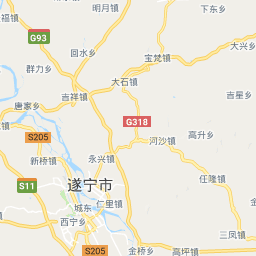 福镇
明月镇
下东乡
G93
回水乡
大兴乡
宝梵镇
群力乡
大石镇
吉祥镇
吉星乡
唐家乡
G318
S205
高升乡
河沙镇
新桥镇
永兴镇
任隆镇
S11
遂宁市
仁里镇
城东
西宁乡
三凤镇
S205
金桥乡
高坪镇